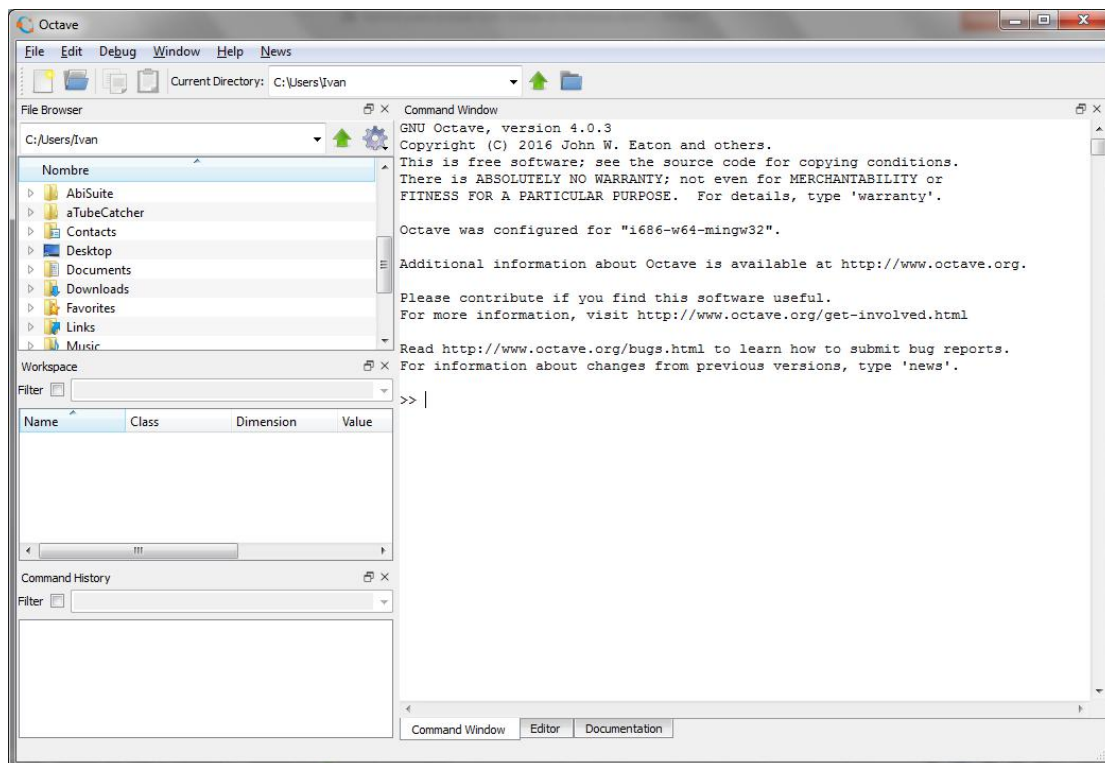 Octave
File Edit Debug Window Help News
Current Directory: C:\Users\Ivan
File Browser
C:/Users/Ivan
Nombre
AbiSuite
aTubeCatcher
Contacts
Desktop
Documents
Downloads
Favorites
Links
Music
Workspace
Filter
Name Class Dimension Value
Command History
Filter
Command Window
GNU Octave, version 4.0.3
Copyright (C) 2016 John W. Eaton and others.
This is free software; see the source code for copying conditions.
There is ABSOLUTELY NO WARRANTY; not even for MERCHANTABILITY or
FITNESS FOR A PARTICULAR PURPOSE.  For details, type 'warranty'.
Octave was configured for "i686-w64-mingw32".
Additional information about Octave is available at http://www.octave.org.
Please contribute if you find this software useful.
For more information, visit http://www.octave.org/get-involved.html
Read http://www.octave.org/bugs.html to learn how to submit bug reports.
For information about changes from previous versions, type 'news'.
>>
Command Window Editor Documentation